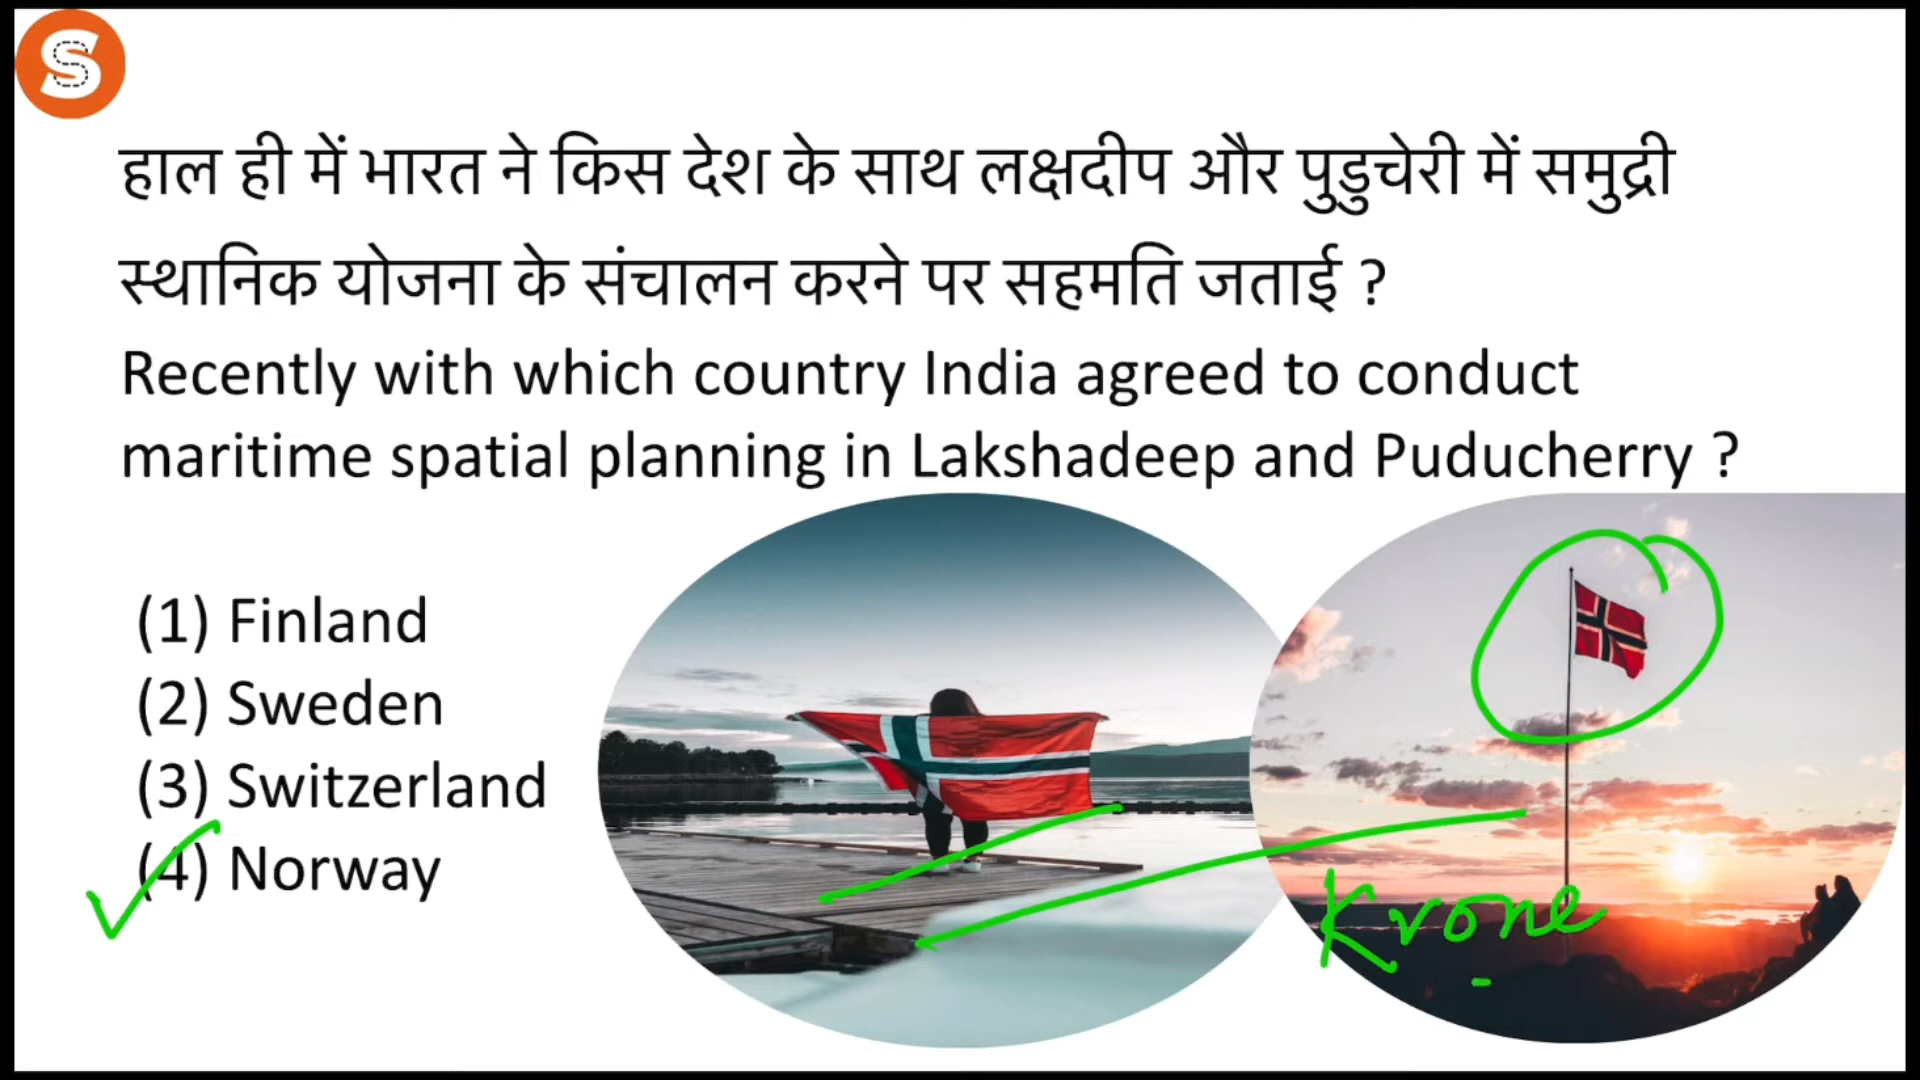 S
हाल ही में भारत ने किस देश के साथ लक्षदीप और पुडुचेरी में समुद्री
स्थानिक योजना के संचालन करने पर सहमति जताई ?
Recently with which country India agreed to conduct
maritime spatial planning in Lakshadeep and Puducherry ?
(1) Finland
(2) Sweden
(3) Switzerland
(4) Norway
Krone